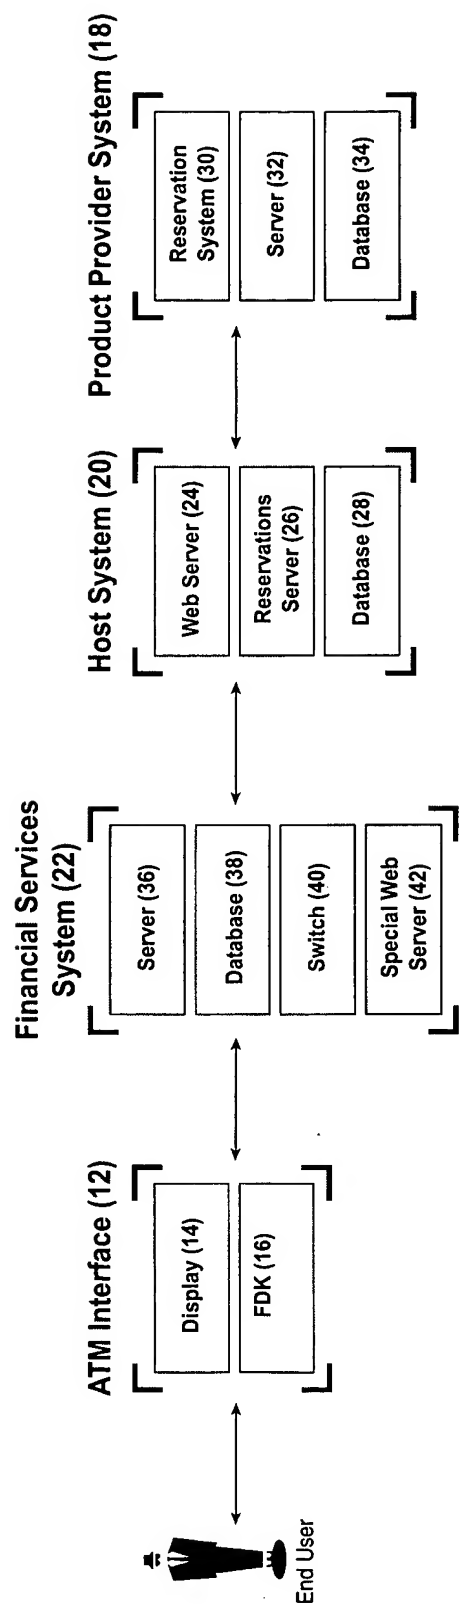 End User
ATM Interface (12)
Display (14)
FDK (16)
Financial Services
System (22)
Server (36)
Database (38)
Switch (40)
Special Web
Server (42)
Host System (20)
Web Server (24)
Reservations
Server (26)
Database (28)
Product Provider System (18)
Reservation
System (30)
Server (32)
Database (34)